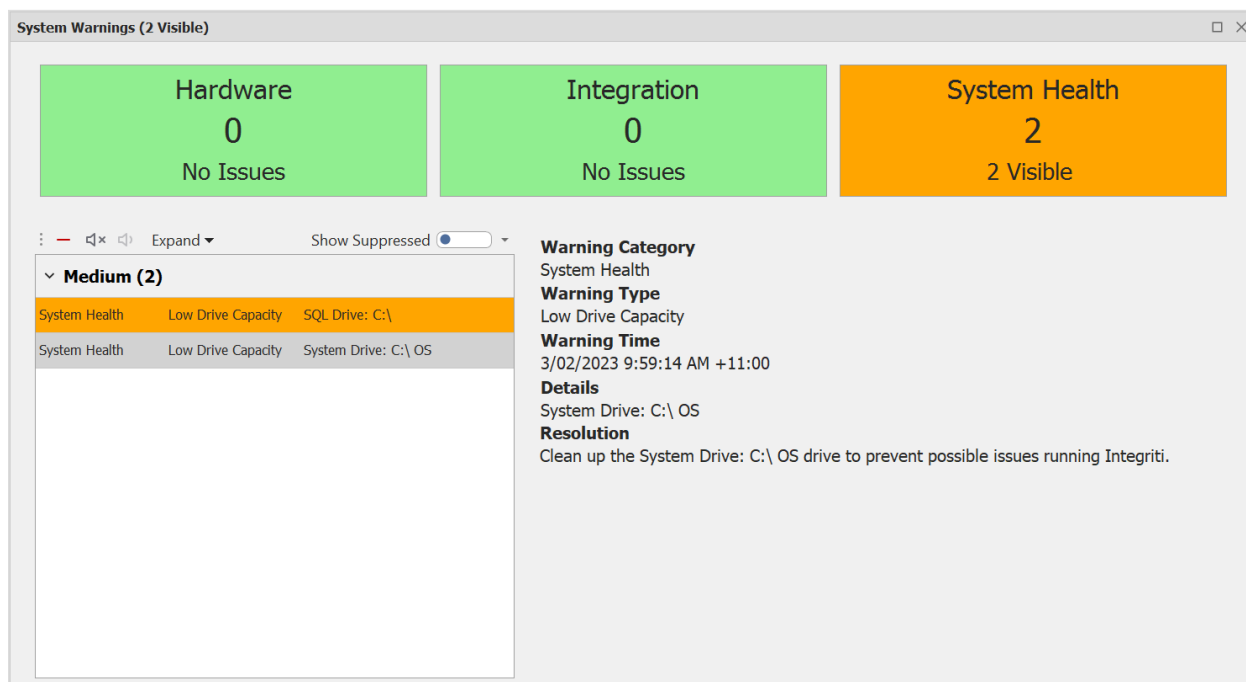 System Warnings (2 Visible)
Hardware
0
No Issues
Integration
0
No Issues
System Health
2
2 Visible
Expand
Show Suppressed
Medium (2)
System Health Low Drive Capacity SQL Drive: C:\
System Health Low Drive Capacity System Drive: C:\ OS
Warning Category
System Health
Warning Type
Low Drive Capacity
Warning Time
3/02/2023 9:59:14 AM +11:00
Details
System Drive: C:\ OS
Resolution
Clean up the System Drive: C:\ OS drive to prevent possible issues running Integriti.